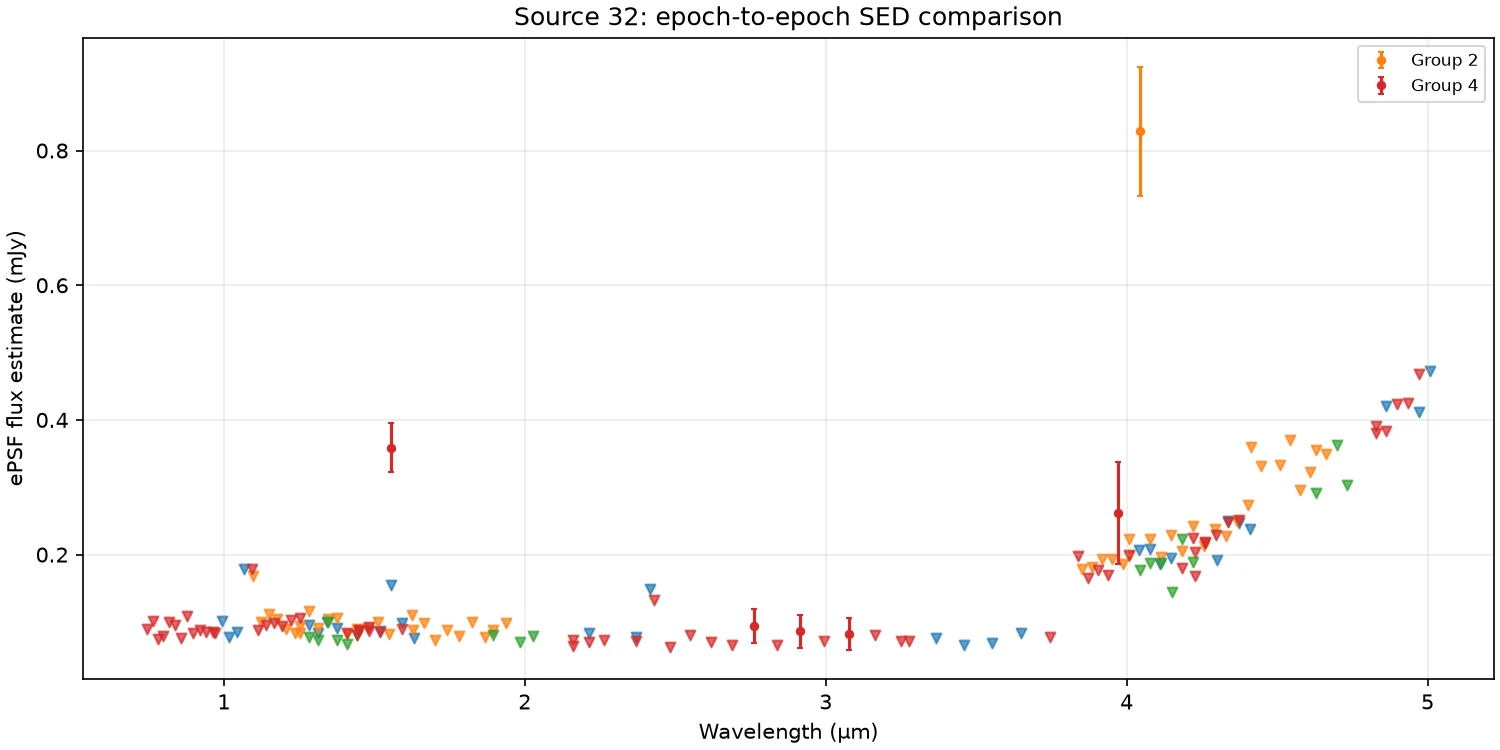 Source 32: epoch-to-epoch SED comparison
Group 2
Group 4
ePSF flux estimate (mJy)
0.8
0.6
0.4
0.2
1 2 3 4 5
Wavelength (µm)